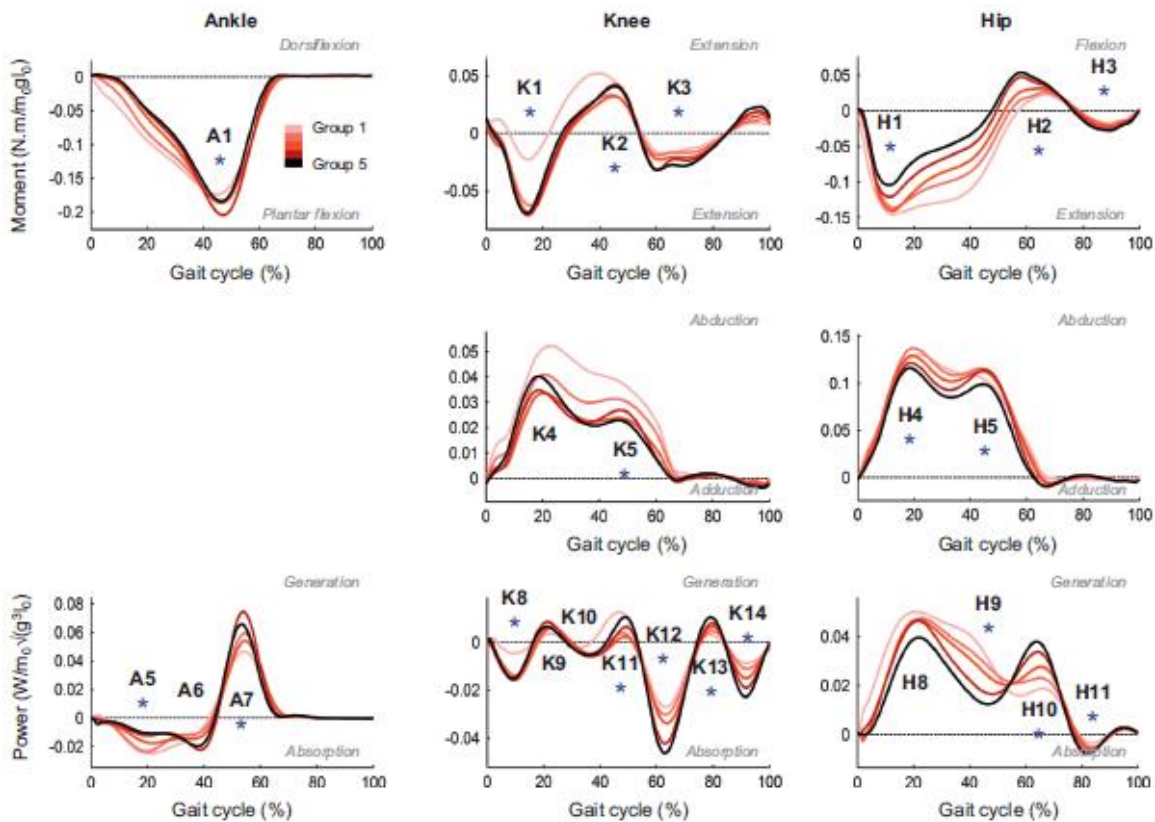 Ankle
Knee
Hip
Moment (N.m/m₀gl₀)
Dorsiflexion
0
-0.05
-0.1
-0.15
-0.2
A1
*
Group 1
Group 5
Plantar flexion
0 20 40 60 80 100
Gait cycle (%)
Extension
0.05
0
-0.05
K1
*
K2
*
K3
*
Extension
0 20 40 60 80 100
Gait cycle (%)
Flexion
0.05
0
-0.05
-0.1
-0.15
H1
*
H2
*
H3
*
Extension
0 20 40 60 80 100
Gait cycle (%)
Abduction
0.05
0.04
0.03
0.02
0.01
0
K4
K5
*
Adduction
0 20 40 60 80 100
Gait cycle (%)
Abduction
0.15
0.10
0.05
0
H4
*
H5
*
Adduction
0 20 40 60 80 100
Gait cycle (%)
Power (W/m₀√(g³l₀)
Generation
0.08
0.06
0.04
0.02
0
-0.02
A5
*
A6
A7
*
Absorption
0 20 40 60 80 100
Gait cycle (%)
Generation
0
-0.02
-0.04
K8
*
K9
K10
K11
*
K12
*
K13
*
K14
*
Absorption
0 20 40 60 80 100
Gait cycle (%)
Generation
0.04
0.02
0
H8
H9
*
H10
*
H11
*
Absorption
0 20 40 60 80 100
Gait cycle (%)